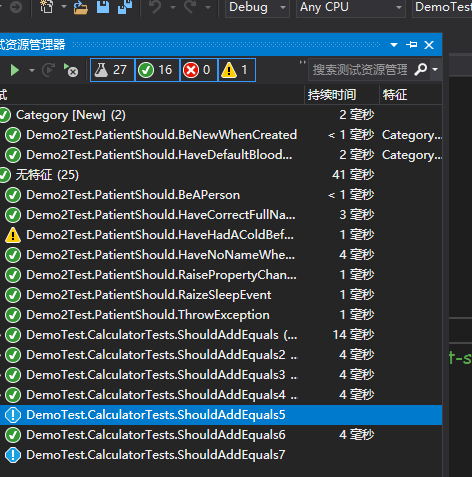 Debug Any CPU DemoTest
试资源管理器
27 16 0 1 搜索测试资源管理器
试 持续时间 特征
Category [New] (2) 2 毫秒
Demo2Test.PatientShould.BeNewWhenCreated < 1 毫秒 Category...
Demo2Test.PatientShould.HaveDefaultBlood... 2 毫秒 Category...
无特征 (25) 41 毫秒
Demo2Test.PatientShould.BeAPerson < 1 毫秒
Demo2Test.PatientShould.HaveCorrectFullNa... 3 毫秒
Demo2Test.PatientShould.HaveHadAColdBef... 1 毫秒
Demo2Test.PatientShould.HaveNoNameWhe... 4 毫秒
Demo2Test.PatientShould.RaisePropertyChan... 1 毫秒
Demo2Test.PatientShould.RaizeSleepEvent 1 毫秒
Demo2Test.PatientShould.ThrowException 1 毫秒
DemoTest.CalculatorTests.ShouldAddEquals (... 14 毫秒
DemoTest.CalculatorTests.ShouldAddEquals2 ... 4 毫秒
DemoTest.CalculatorTests.ShouldAddEquals3 ... 4 毫秒
t-s
DemoTest.CalculatorTests.ShouldAddEquals4 ... 4 毫秒
DemoTest.CalculatorTests.ShouldAddEquals5
DemoTest.CalculatorTests.ShouldAddEquals6 4 毫秒
DemoTest.CalculatorTests.ShouldAddEquals7